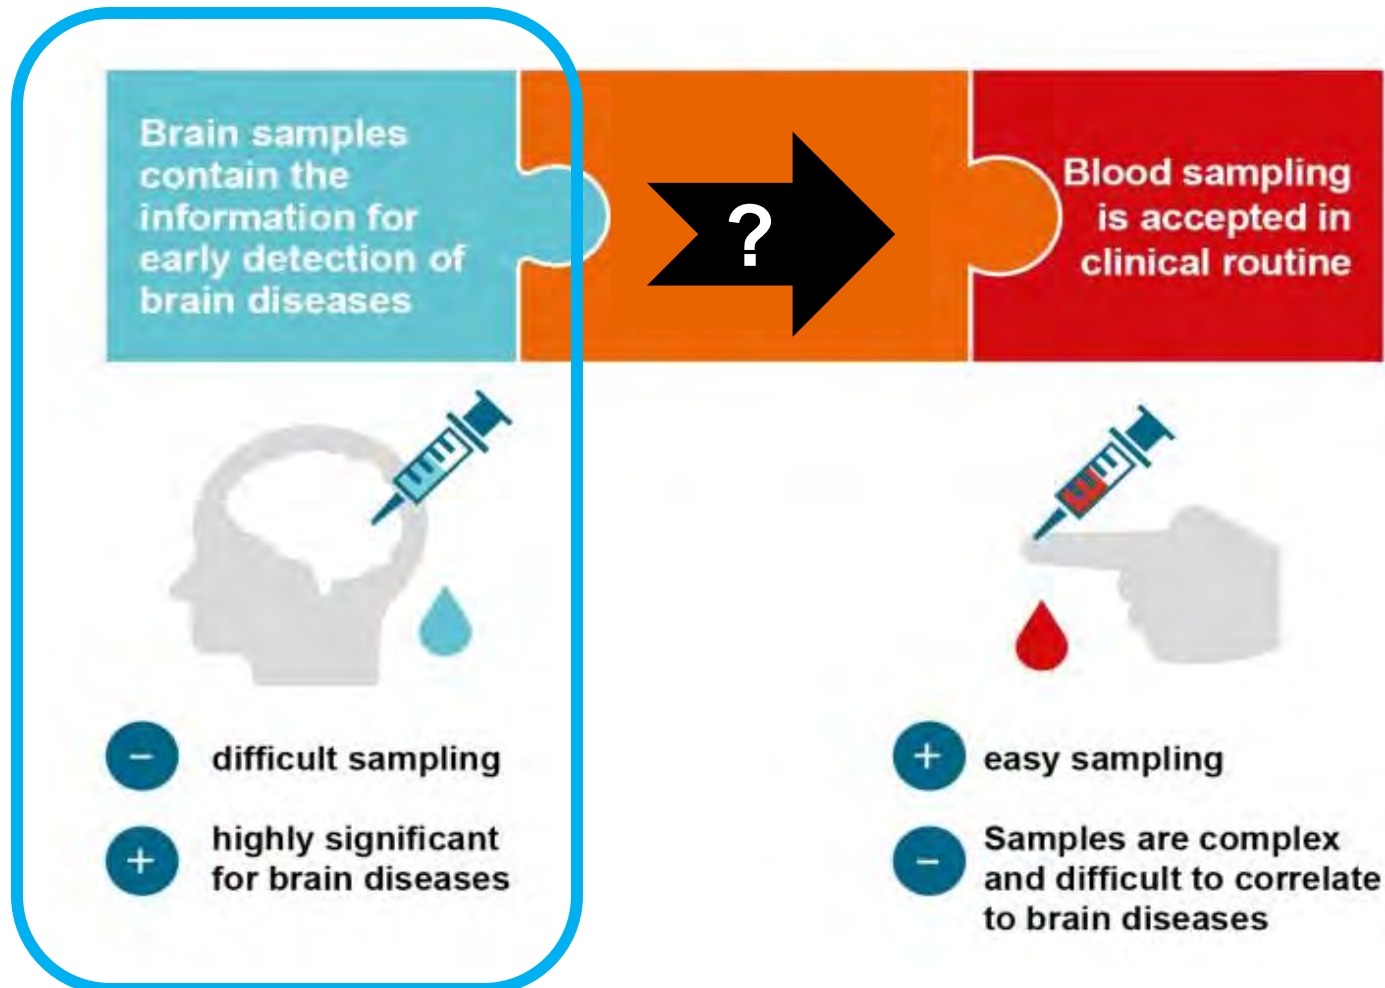 Brain samples
contain the
information for
early detection of
brain diseases
?
Blood sampling
is accepted in
clinical routine
− difficult sampling
+ highly significant
for brain diseases
+ easy sampling
− Samples are complex
and difficult to correlate
to brain diseases